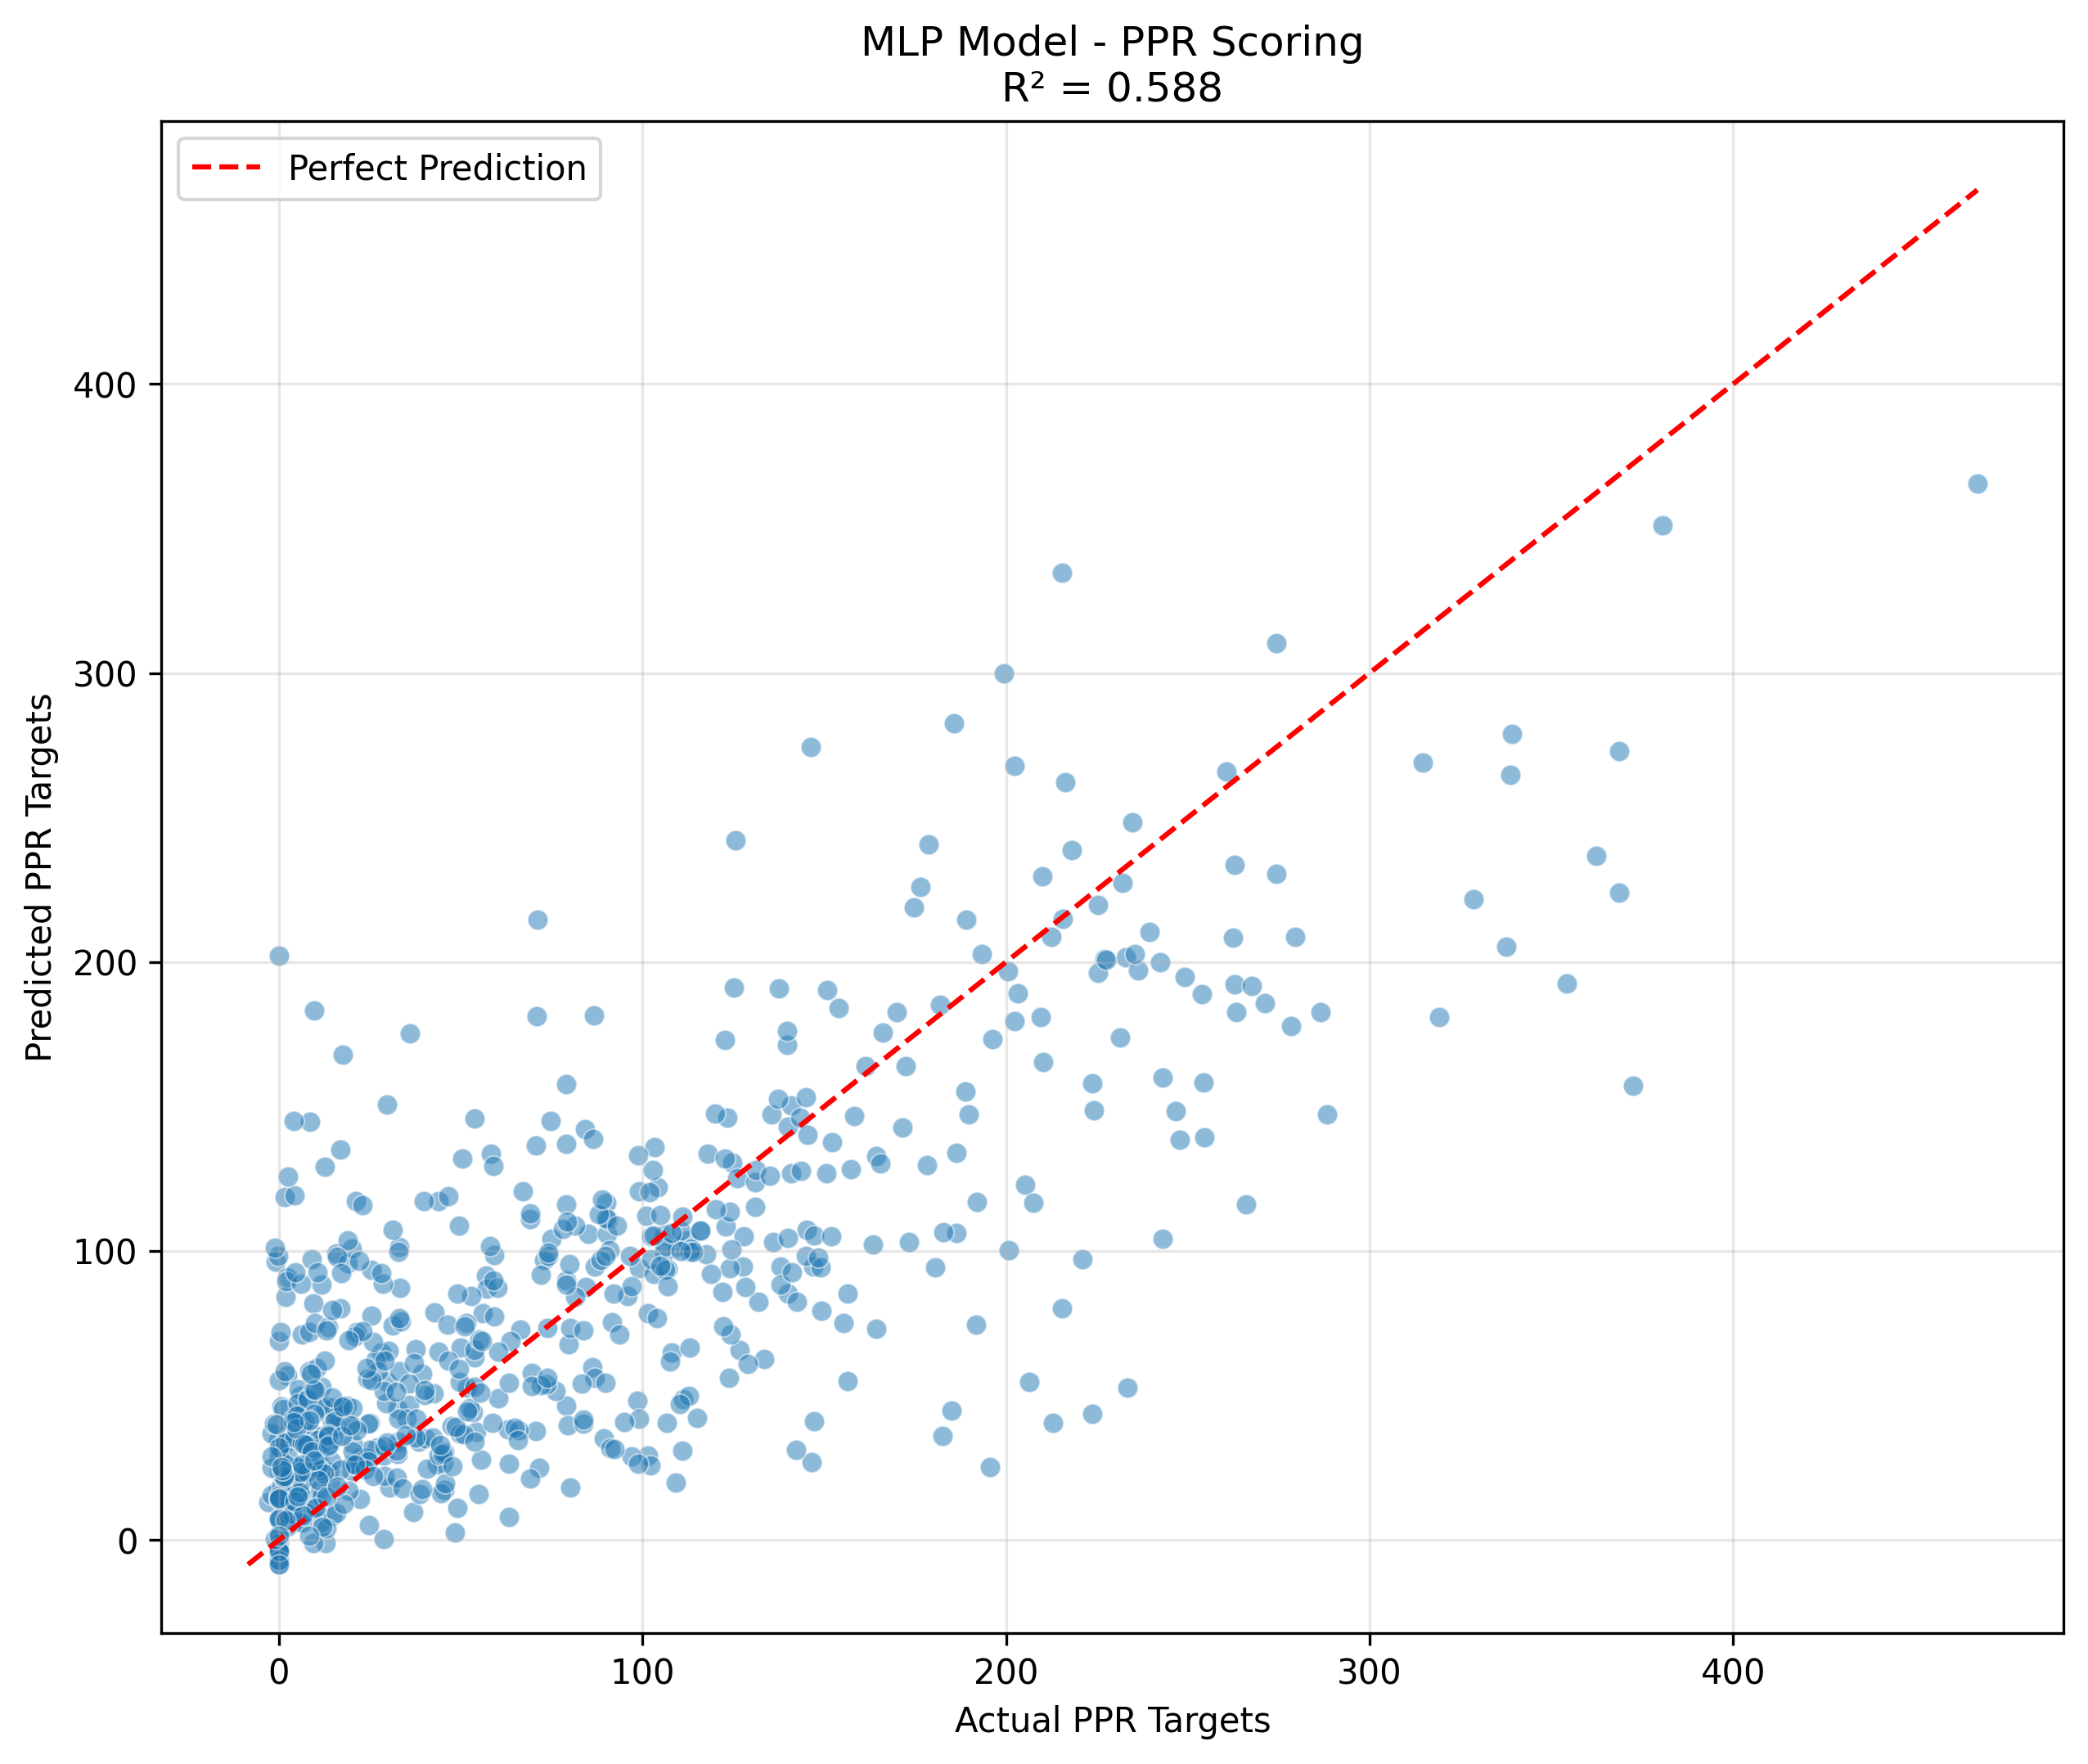 MLP Model - PPR Scoring
R² = 0.588
Perfect Prediction
Predicted PPR Targets
400
300
200
100
0
0 100 200 300 400
Actual PPR Targets